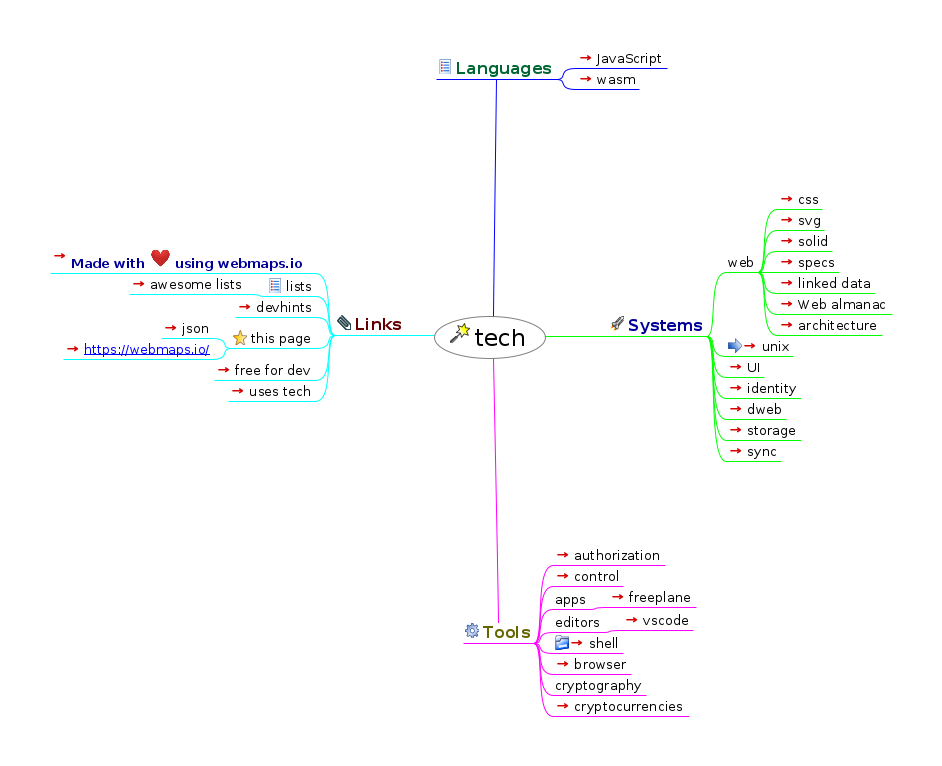 Languages
JavaScript
wasm
tech
Systems
web
css
svg
solid
specs
linked data
Web almanac
architecture
unix
UI
identity
dweb
storage
sync
Links
Made with ❤ using webmaps.io
lists
awesome lists
devhints
this page
json
https://webmaps.io/
free for dev
uses tech
Tools
authorization
control
apps
freeplane
editors
vscode
shell
browser
cryptography
cryptocurrencies